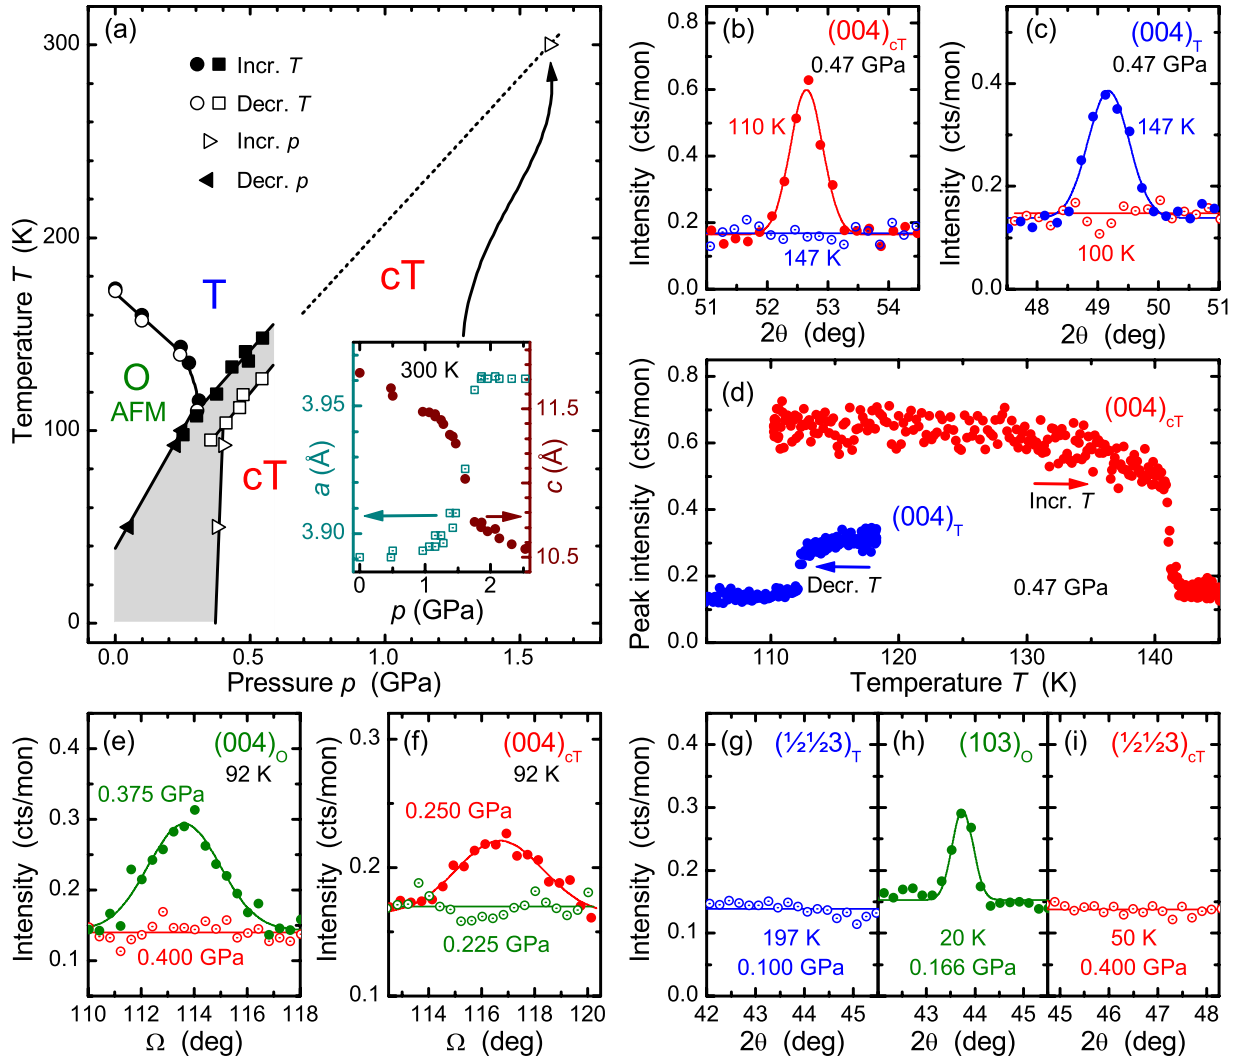 (a)
Incr. T
Decr. T
Incr. p
Decr. p
Temperature T (K)
300
200
100
0
T
cT
O
AFM
cT
300 K
3.95
3.90
a (Å)
11.5
10.5
c (Å)
0 1 2
p (GPa)
0.0 0.5 1.0 1.5
Pressure p (GPa)
(b) (004)cT
0.47 GPa
110 K
147 K
Intensity (cts/mon)
0.8
0.6
0.4
0.2
0.0
51 52 53 54
2θ (deg)
(c) (004)T
0.47 GPa
147 K
100 K
Intensity (cts/mon)
0.4
0.2
0.0
48 49 50 51
2θ (deg)
(d)
(004)cT
Incr. T
(004)T
Decr. T
0.47 GPa
Peak intensity (cts/mon)
0.8
0.6
0.4
0.2
0.0
110 120 130 140
Temperature T (K)
(e) (004)O
92 K
0.375 GPa
0.400 GPa
Intensity (cts/mon)
0.4
0.3
0.2
0.1
110 112 114 116 118
Ω (deg)
(f) (004)cT
92 K
0.250 GPa
0.225 GPa
Intensity (cts/mon)
0.3
0.2
0.1
114 116 118 120
Ω (deg)
(g) (½½3)T
197 K
0.100 GPa
Intensity (cts/mon)
0.4
0.3
0.2
0.1
0.0
42 43 44 45
2θ (deg)
(h) (103)O
20 K
0.166 GPa
43 44 45
2θ (deg)
(i) (½½3)cT
50 K
0.400 GPa
45 46 47 48
2θ (deg)